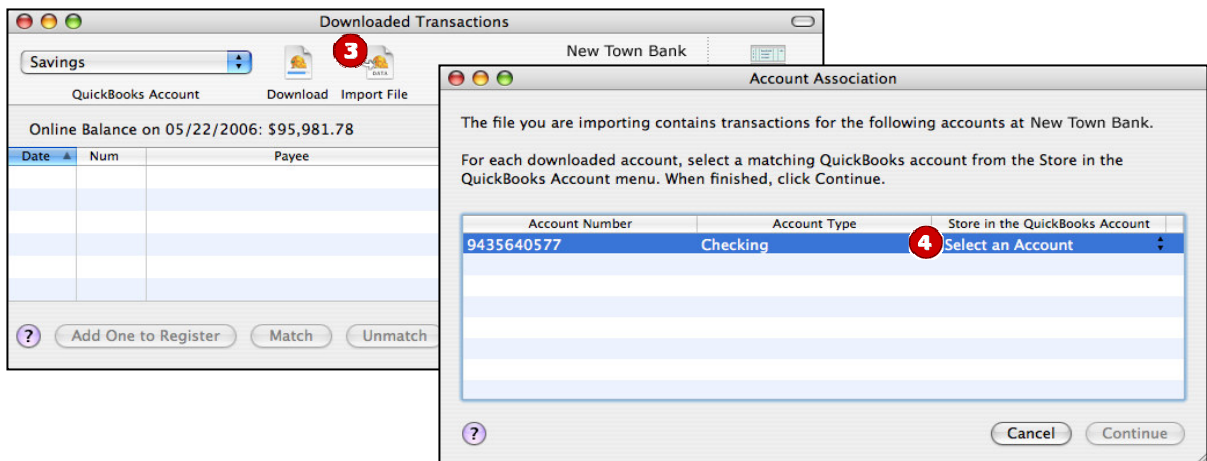 Downloaded Transactions
Savings
3
DATA
New Town Bank
QuickBooks Account Download Import File
Online Balance on 05/22/2006: $95,981.78
Date Num Payee
? Add One to Register Match Unmatch
Account Association
The file you are importing contains transactions for the following accounts at New Town Bank.
For each downloaded account, select a matching QuickBooks account from the Store in the
QuickBooks Account menu. When finished, click Continue.
Account Number Account Type Store in the QuickBooks Account
9435640577 Checking 4 Select an Account
? Cancel Continue